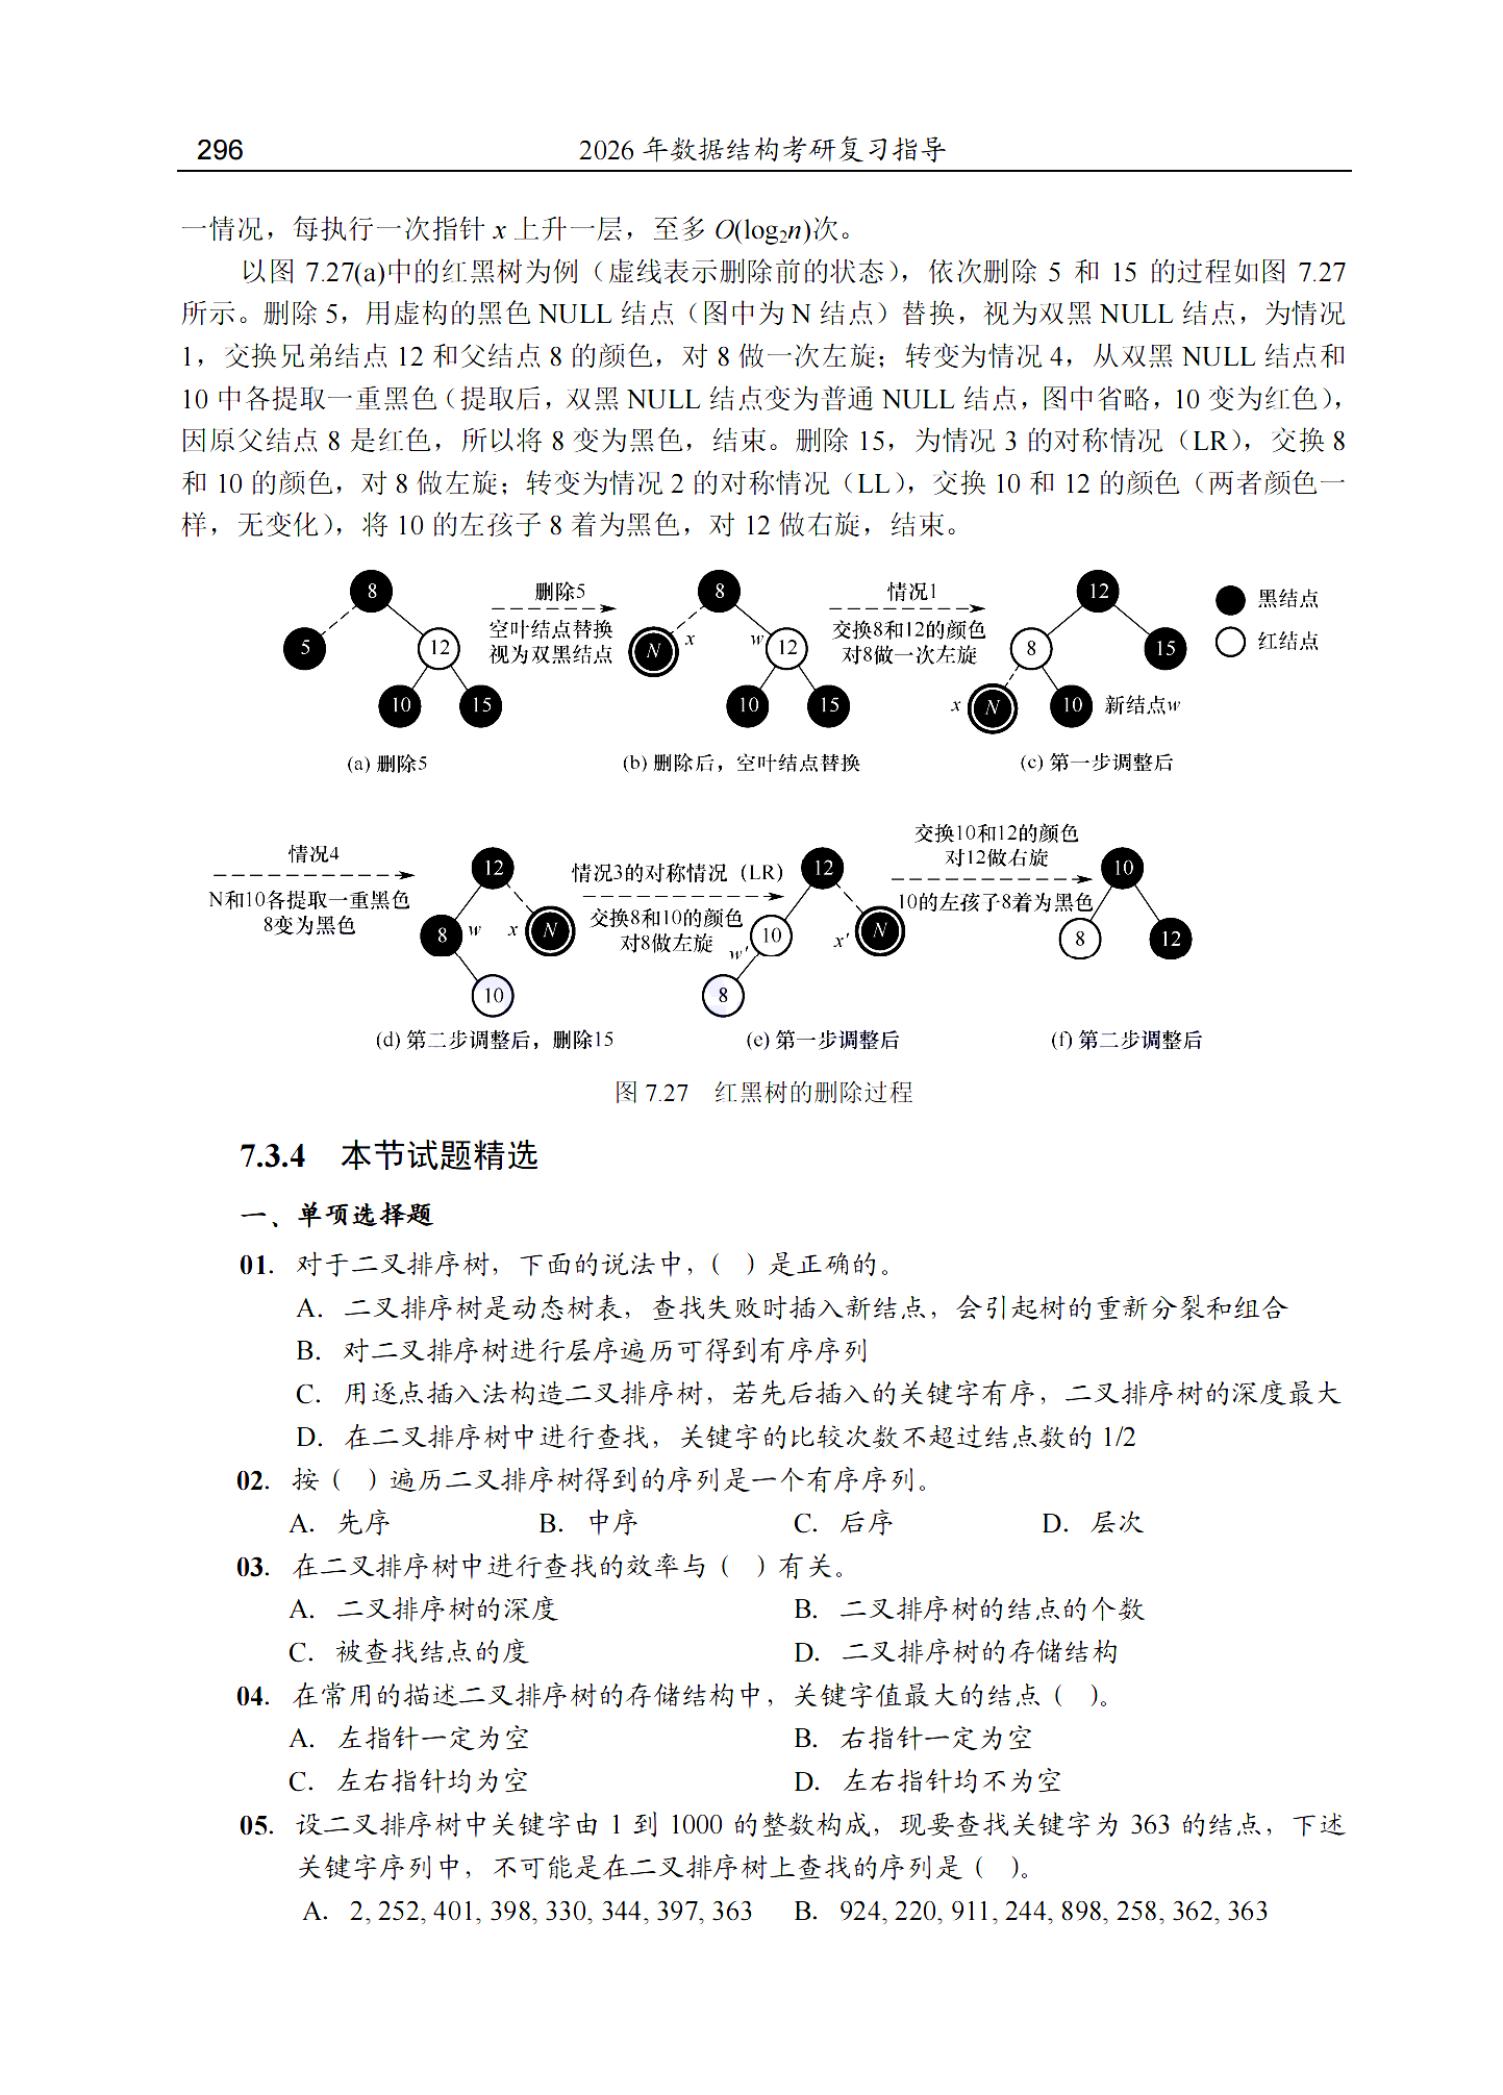 296
2026 年数据结构考研复习指导
一情况，每执行一次指针 x 上升一层，至多 O(log₂n)次。
以图 7.27(a)中的红黑树为例（虚线表示删除前的状态），依次删除 5 和 15 的过程如图 7.27
所示。删除 5，用虚构的黑色 NULL 结点（图中为 N 结点）替换，视为双黑 NULL 结点，为情况
1，交换兄弟结点 12 和父结点 8 的颜色，对 8 做一次左旋；转变为情况 4，从双黑 NULL 结点和
10 中各提取一重黑色（提取后，双黑 NULL 结点变为普通 NULL 结点，图中省略，10 变为红色），
因原父结点 8 是红色，所以将 8 变为黑色，结束。删除 15，为情况 3 的对称情况（LR），交换 8
和 10 的颜色，对 8 做左旋；转变为情况 2 的对称情况（LL），交换 10 和 12 的颜色（两者颜色一
样，无变化），将 10 的左孩子 8 着为黑色，对 12 做右旋，结束。
8
5
12
10
15
(a) 删除5
删除5
空叶结点替换
视为双黑结点
8
N
x
w
12
10
15
(b) 删除后，空叶结点替换
情况1
交换8和12的颜色
对8做一次左旋
12
8
15
x
N
10
新结点w
(c) 第一步调整后
黑结点
红结点
情况4
N和10各提取一重黑色
8变为黑色
12
8
w
x
N
10
(d) 第二步调整后，删除15
情况3的对称情况（LR）
交换8和10的颜色
对8做左旋
12
w′
10
x′
N
8
(e) 第一步调整后
交换10和12的颜色
对12做右旋
10的左孩子8着为黑色
10
8
12
(f) 第二步调整后
图 7.27 红黑树的删除过程
7.3.4 本节试题精选
一、单项选择题
01. 对于二叉排序树，下面的说法中，（ ）是正确的。
A. 二叉排序树是动态树表，查找失败时插入新结点，会引起树的重新分裂和组合
B. 对二叉排序树进行层序遍历可得到有序序列
C. 用逐点插入法构造二叉排序树，若先后插入的关键字有序，二叉排序树的深度最大
D. 在二叉排序树中进行查找，关键字的比较次数不超过结点数的 1/2
02. 按（ ）遍历二叉排序树得到的序列是一个有序序列。
A. 先序 B. 中序 C. 后序 D. 层次
03. 在二叉排序树中进行查找的效率与（ ）有关。
A. 二叉排序树的深度 B. 二叉排序树的结点的个数
C. 被查找结点的度 D. 二叉排序树的存储结构
04. 在常用的描述二叉排序树的存储结构中，关键字值最大的结点（ ）。
A. 左指针一定为空 B. 右指针一定为空
C. 左右指针均为空 D. 左右指针均不为空
05. 设二叉排序树中关键字由 1 到 1000 的整数构成，现要查找关键字为 363 的结点，下述
关键字序列中，不可能是在二叉排序树上查找的序列是（ ）。
A. 2, 252, 401, 398, 330, 344, 397, 363 B. 924, 220, 911, 244, 898, 258, 362, 363